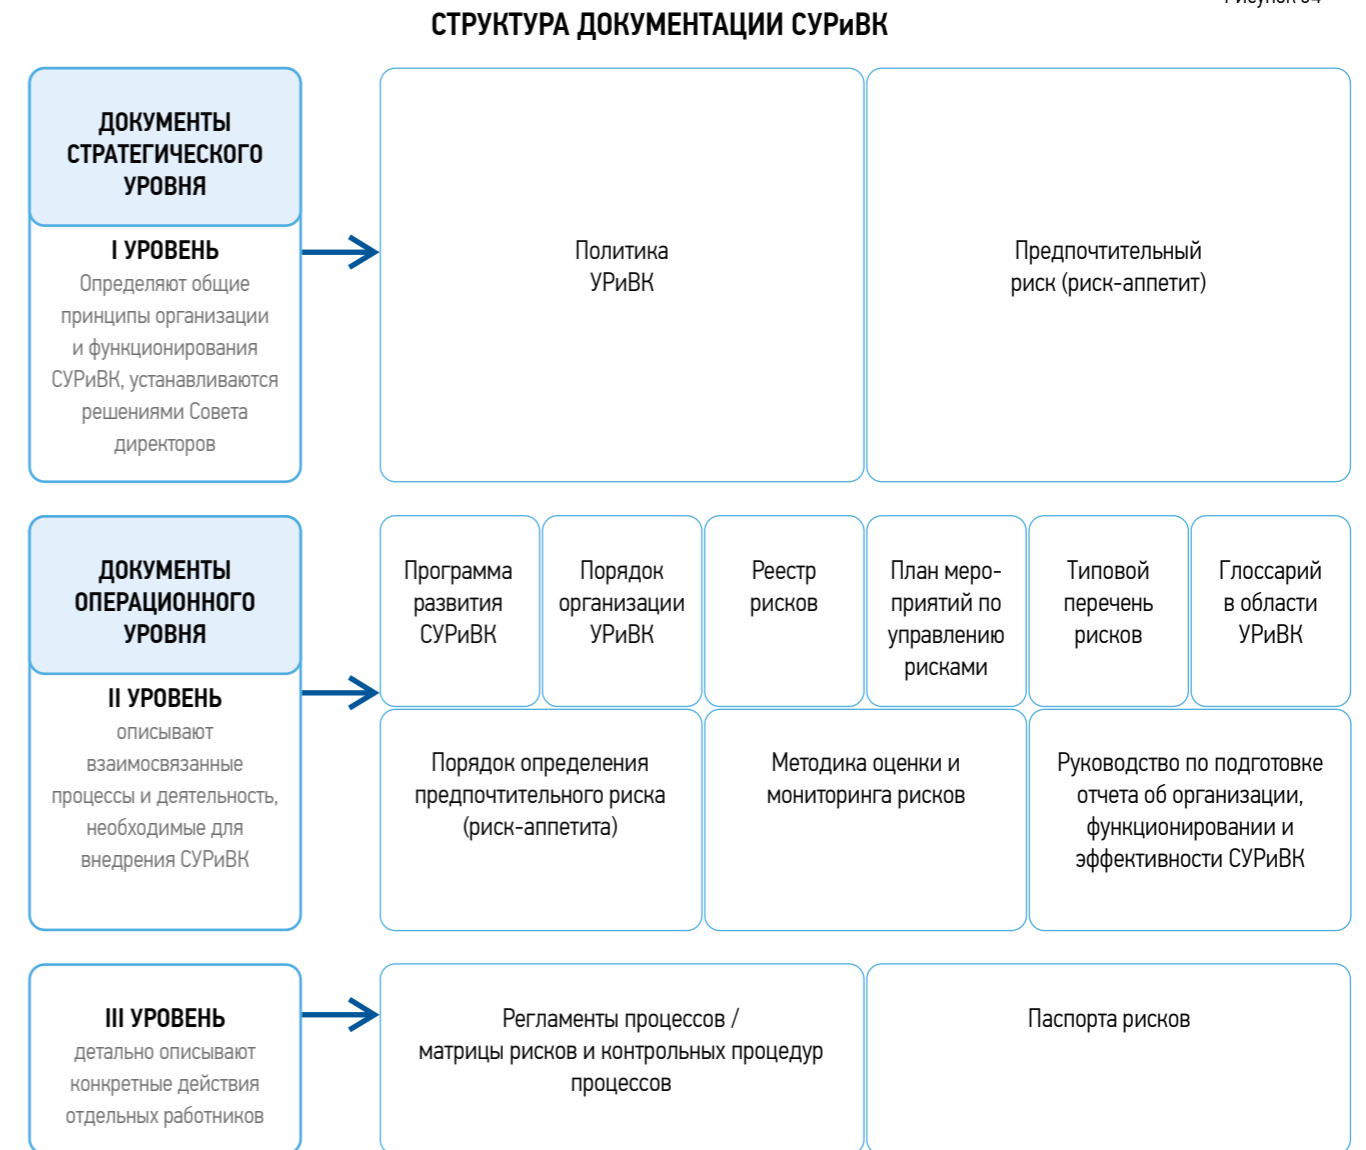 СТРУКТУРА ДОКУМЕНТАЦИИ СУРиВК
ДОКУМЕНТЫ
СТРАТЕГИЧЕСКОГО
УРОВНЯ
I УРОВЕНЬ
Определяют общие
принципы организации
и функционирования
СУРиВК, устанавливаются
решениями Совета
директоров
Политика
УРиВК
Предпочтительный
риск (риск-аппетит)
ДОКУМЕНТЫ
ОПЕРАЦИОННОГО
УРОВНЯ
II УРОВЕНЬ
описывают
взаимосвязанные
процессы и деятельность,
необходимые для
внедрения СУРиВК
Программа
развития
СУРиВК
Порядок
организации
УРиВК
Реестр
рисков
План меро-
приятий по
управлению
рисками
Типовой
перечень
рисков
Глоссарий
в области
УРиВК
Порядок определения
предпочтительного риска
(риск-аппетита)
Методика оценки и
мониторинга рисков
Руководство по подготовке
отчета об организации,
функционировании и
эффективности СУРиВК
III УРОВЕНЬ
детально описывают
конкретные действия
отдельных работников
Регламенты процессов /
матрицы рисков и контрольных процедур
процессов
Паспорта рисков